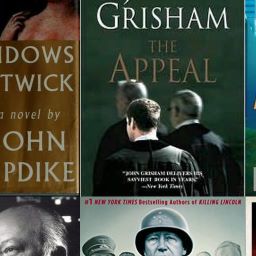 IDOWS
TWICK
a novel by
OHN
PDIKE
GRISHAM
THE
APPEAL
"JOHN GRISHAM DELIVERS HIS
SAVVIEST BOOK IN YEARS."
—New York Times
#1 NEW YORK TIMES Bestselling Authors of KILLING LINCOLN